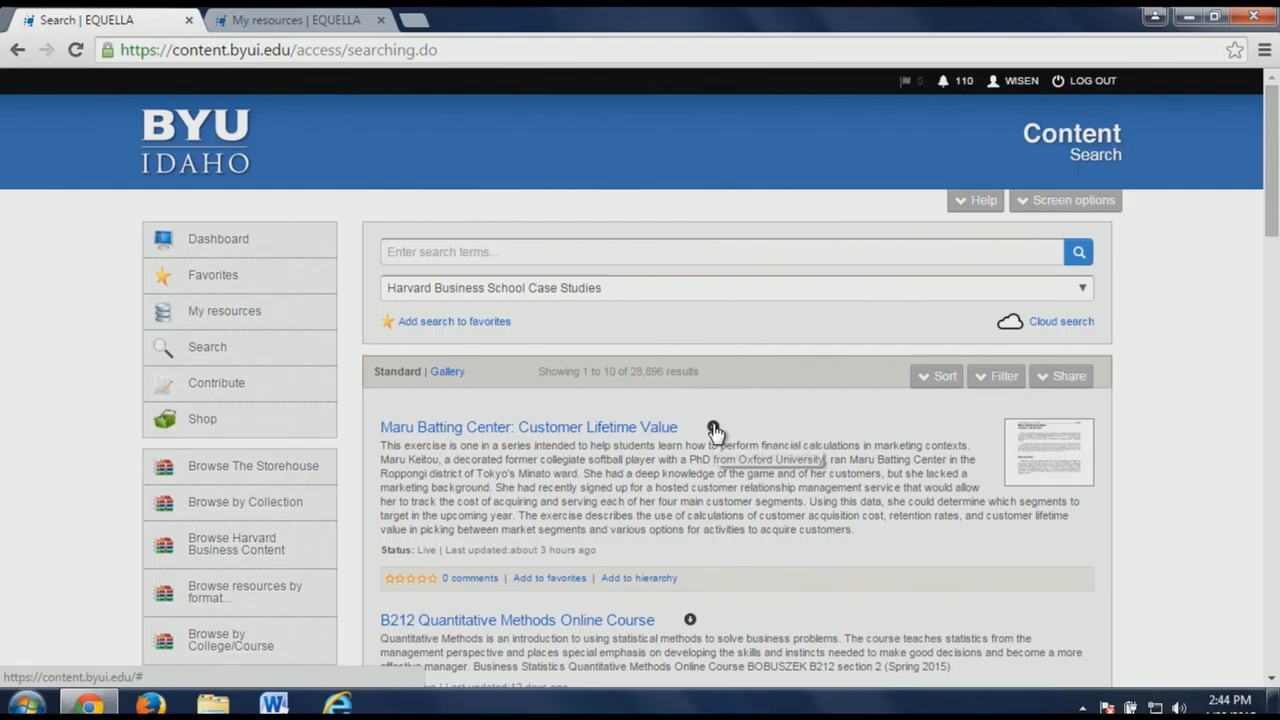 Search | EQUELLA
My resources | EQUELLA
https://content.byui.edu/access/searching.do
0
110
WISEN
LOG OUT
BYU
IDAHO
Content
Search
Help
Screen options
Dashboard
Favorites
My resources
Search
Contribute
Shop
Browse The Storehouse
Browse by Collection
Browse Harvard
Business Content
Browse resources by
format...
Browse by
College/Course
Enter search terms...
Harvard Business School Case Studies
Add search to favorites
Cloud search
Standard | Gallery
Showing 1 to 10 of 28,896 results
Sort
Filter
Share
Maru Batting Center: Customer Lifetime Value
This exercise is one in a series intended to help students learn how to perform financial calculations in marketing contexts.
Maru Keitou, a decorated former collegiate softball player with a PhD from Oxford University, ran Maru Batting Center in the
Roppongi district of Tokyo's Minato ward. She had a deep knowledge of the game and of her customers, but she lacked a
marketing background. She had recently signed up for a hosted customer relationship management service that would allow
her to track the cost of acquiring and serving each of her four main customer segments. Using this data, she could determine which segments to
target in the upcoming year. The exercise describes the use of calculations of customer acquisition cost, retention rates, and customer lifetime
value in picking between market segments and various options for activities to acquire customers.
Status: Live | Last updated:about 3 hours ago
0 comments | Add to favorites | Add to hierarchy
B212 Quantitative Methods Online Course
Quantitative Methods is an introduction to using statistical methods to solve business problems. The course teaches statistics from the
management perspective and places special emphasis on developing the skills and instincts needed to make good decisions and become a more
effective manager. Business Statistics Quantitative Methods Online Course BOBUSZEK B212 section 2 (Spring 2015)
https://content.byui.edu/#
2:44 PM